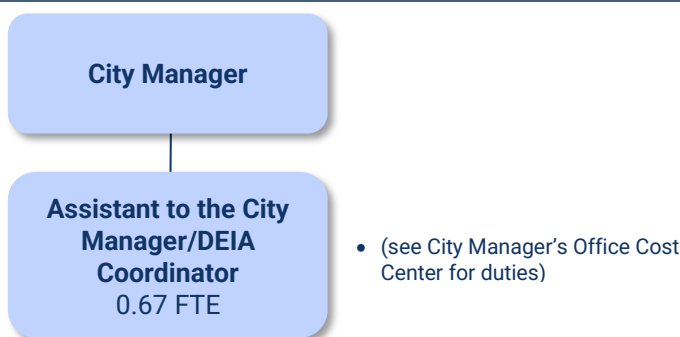 City Manager
Assistant to the City
Manager/DEIA
Coordinator
0.67 FTE
• (see City Manager's Office Cost
Center for duties)